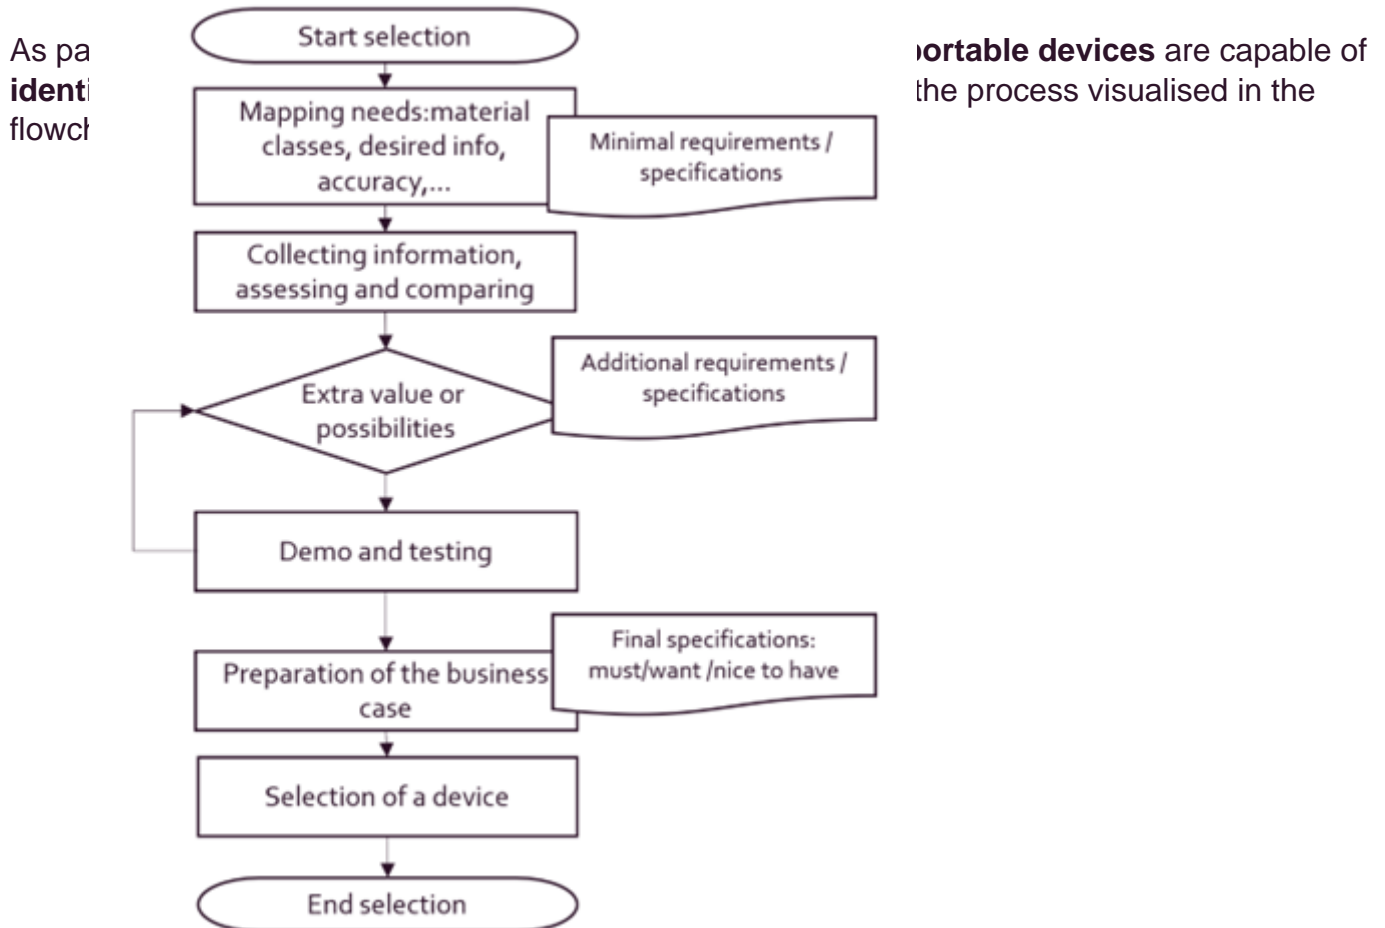 Start selection
As pa
portable devices are capable of
identi
the process visualised in the
flowch
Mapping needs:material
classes, desired info,
accuracy,...
Minimal requirements /
specifications
Collecting information,
assessing and comparing
Extra value or
possibilities
Additional requirements /
specifications
Demo and testing
Preparation of the business
case
Final specifications:
must/want /nice to have
Selection of a device
End selection